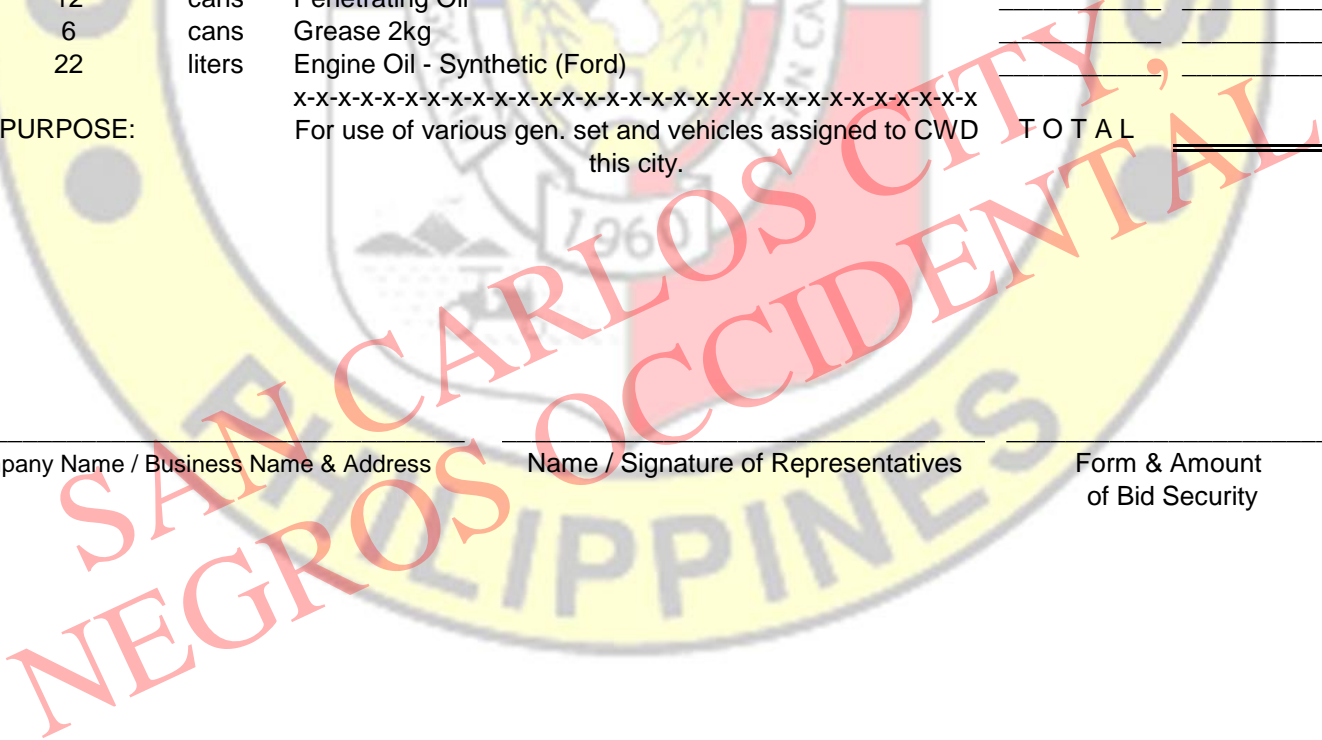 12 cans Penetrating Oil
6 cans Grease 2kg
22 liters Engine Oil - Synthetic (Ford)
x-x-x-x-x-x-x-x-x-x-x-x-x-x-x-x-x-x-x-x-x-x-x-x-x-x-x-x-x-x-x
PURPOSE: For use of various gen. set and vehicles assigned to CWD TOTAL
this city.
1960
pany Name / Business Name & Address Name / Signature of Representatives Form & Amount
of Bid Security
PHILIPPINES
SAN CARLOS CITY,
NEGROS OCCIDENTAL